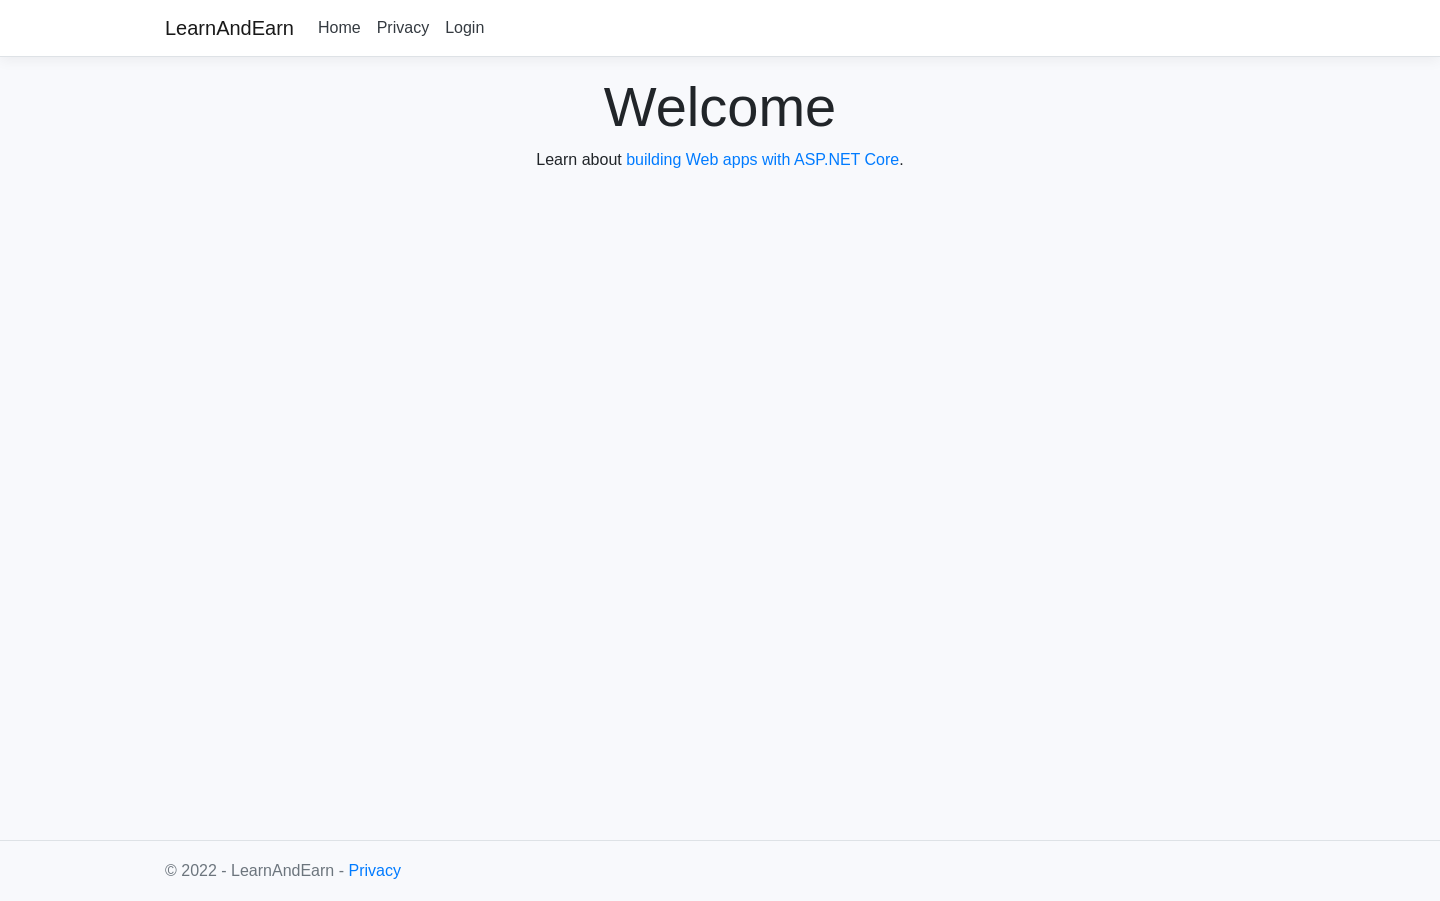 LearnAndEarn Home Privacy Login
Welcome
Learn about building Web apps with ASP.NET Core.
© 2022 - LearnAndEarn - Privacy